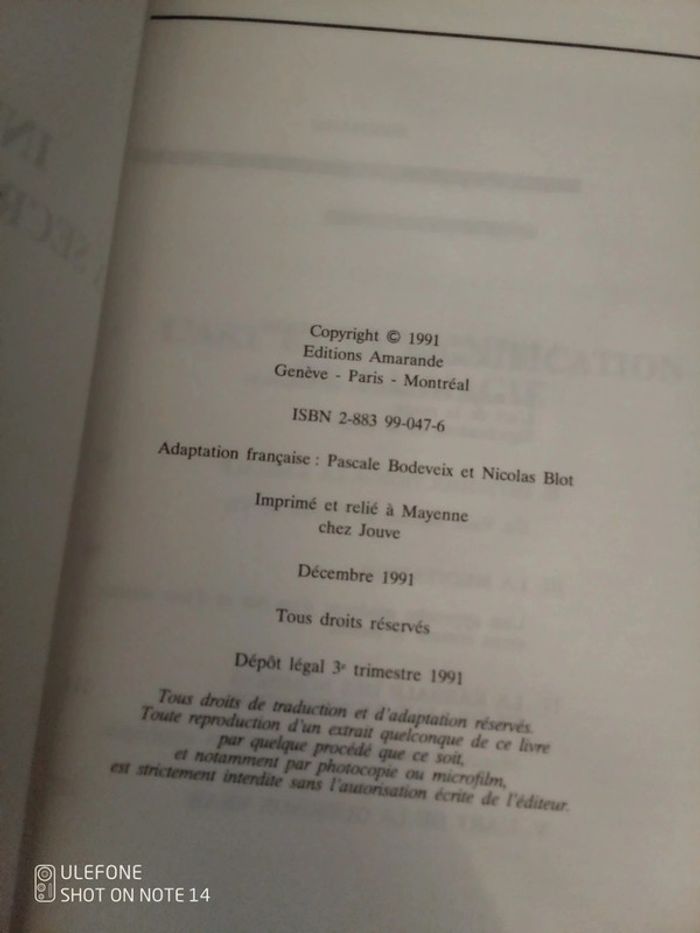 Copyright © 1991
Editions Amarande
Genève - Paris - Montréal
ISBN 2-883 99-047-6
Adaptation française : Pascale Bodeveix et Nicolas Blot
Imprimé et relié à Mayenne
chez Jouve
Décembre 1991
Tous droits réservés
Dépôt légal 3e trimestre 1991
Tous droits de traduction et d'adaptation réservés.
Toute reproduction d'un extrait quelconque de ce livre
par quelque procédé que ce soit,
et notamment par photocopie ou microfilm,
est strictement interdite sans l'autorisation écrite de l'éditeur.
ULEFONE
SHOT ON NOTE 14